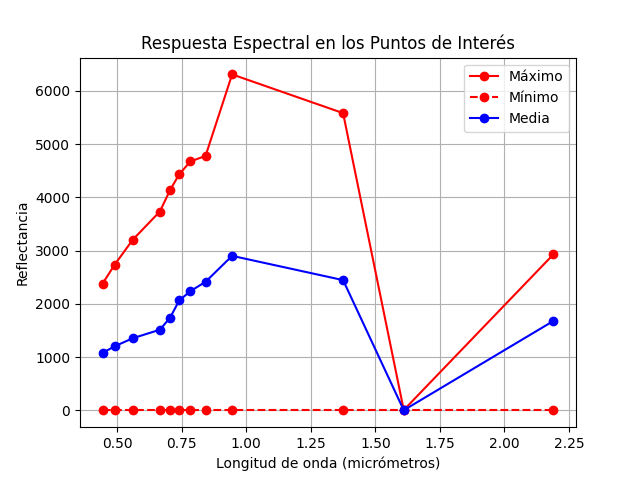 Respuesta Espectral en los Puntos de Interés
Máximo
Mínimo
Media
Reflectancia
6000
5000
4000
3000
2000
1000
0
0.50 0.75 1.00 1.25 1.50 1.75 2.00 2.25
Longitud de onda (micrómetros)